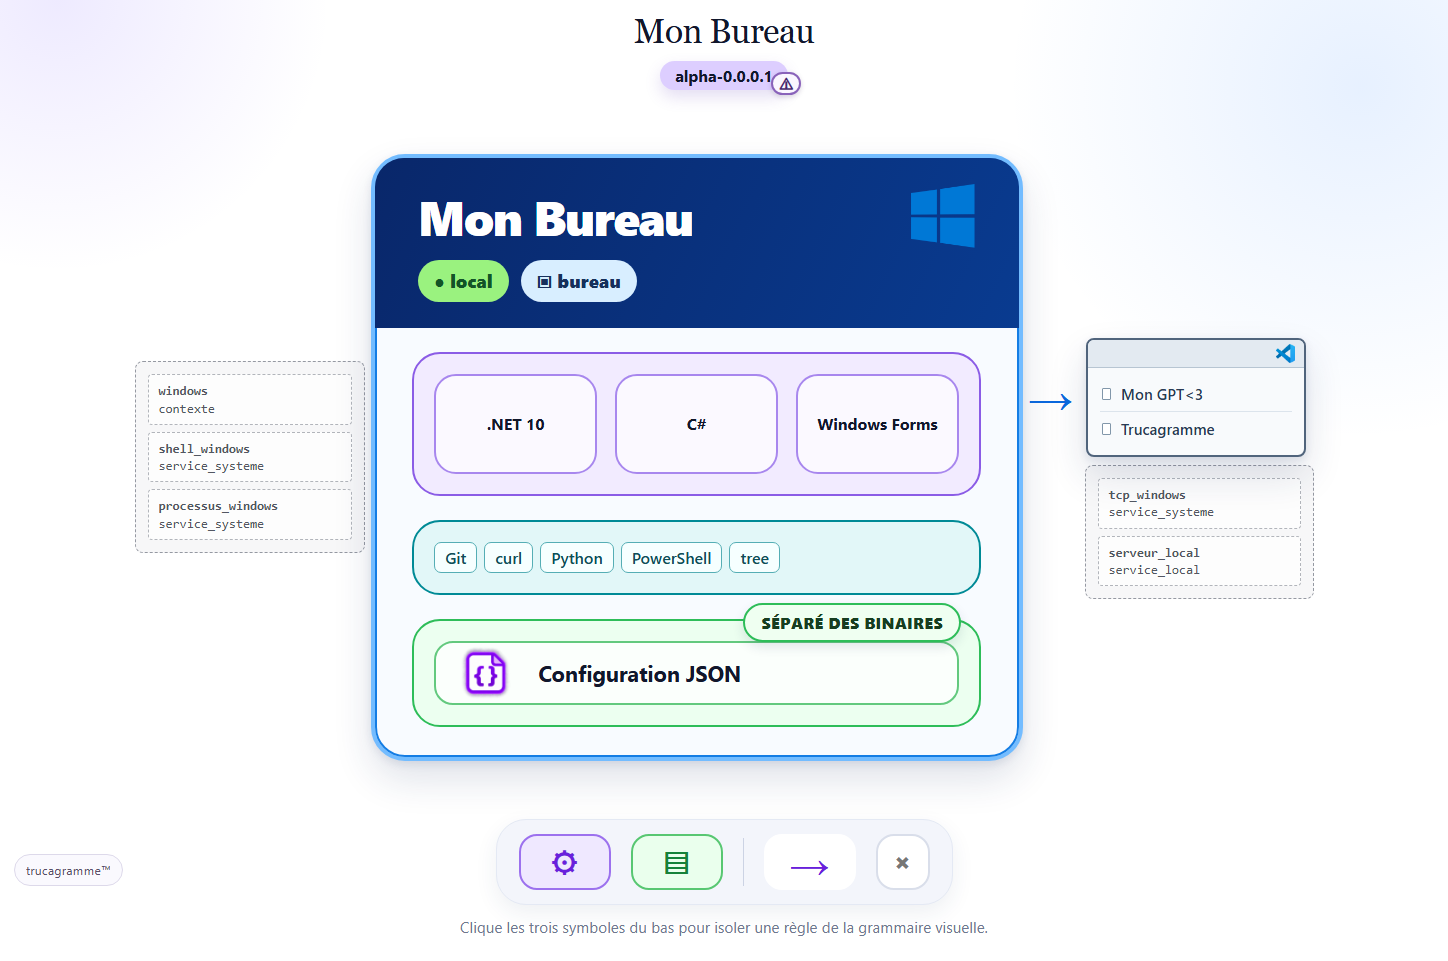 Mon Bureau
alpha-0.0.0.1
Mon Bureau
● local
▣ bureau
windows
contexte
shell_windows
service_systeme
processus_windows
service_systeme
.NET 10
C#
Windows Forms
Git
curl
Python
PowerShell
tree
SÉPARÉ DES BINAIRES
{} Configuration JSON
Mon GPT<3
Trucagramme
tcp_windows
service_systeme
serveur_local
service_local
trucagramme™
Clique les trois symboles du bas pour isoler une règle de la grammaire visuelle.